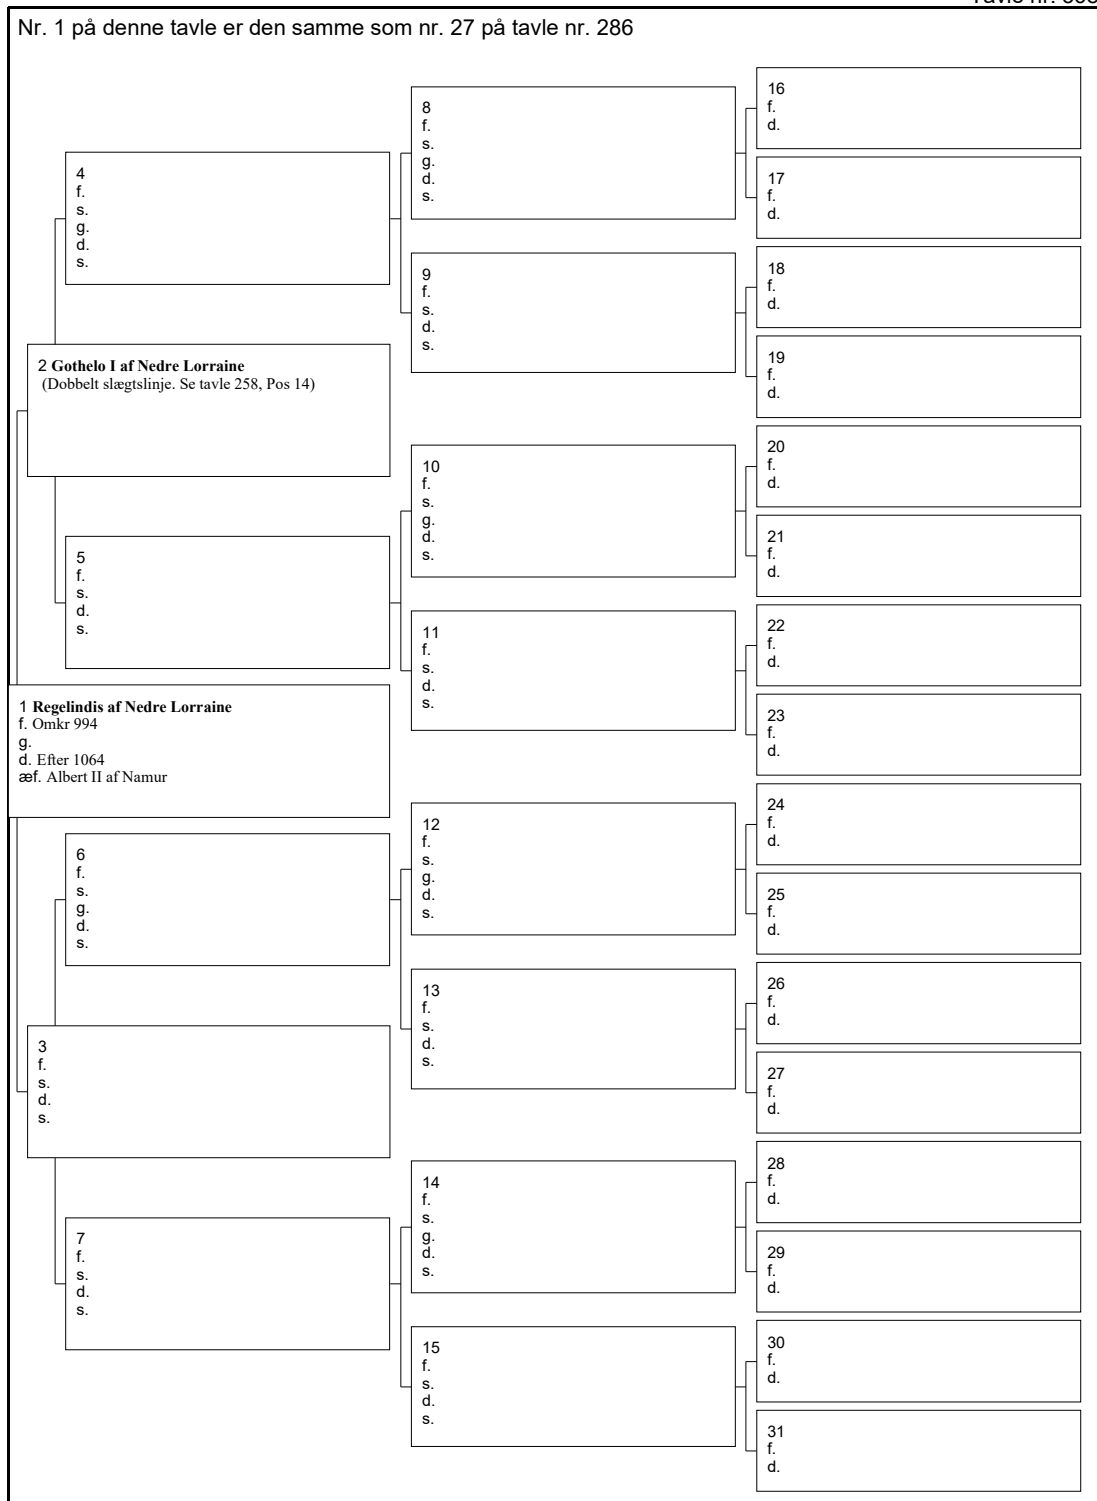 Nr. 1 på denne tavle er den samme som nr. 27 på tavle nr. 286
16
f.
d.
8
f.
s.
g.
d.
s.
17
f.
d.
4
f.
s.
g.
d.
s.
18
f.
d.
9
f.
s.
d.
s.
19
f.
d.
2 Gothelo I af Nedre Lorraine
(Dobbelt slægtslinje. Se tavle 258, Pos 14)
20
f.
d.
10
f.
s.
g.
d.
s.
21
f.
d.
5
f.
s.
d.
s.
22
f.
d.
11
f.
s.
d.
s.
23
f.
d.
1 Regelindis af Nedre Lorraine
f. Omkr 994
g.
d. Efter 1064
æf. Albert II af Namur
24
f.
d.
12
f.
s.
g.
d.
s.
25
f.
d.
6
f.
s.
g.
d.
s.
26
f.
d.
13
f.
s.
d.
s.
27
f.
d.
3
f.
s.
d.
s.
28
f.
d.
14
f.
s.
g.
d.
s.
29
f.
d.
7
f.
s.
d.
s.
30
f.
d.
15
f.
s.
d.
s.
31
f.
d.